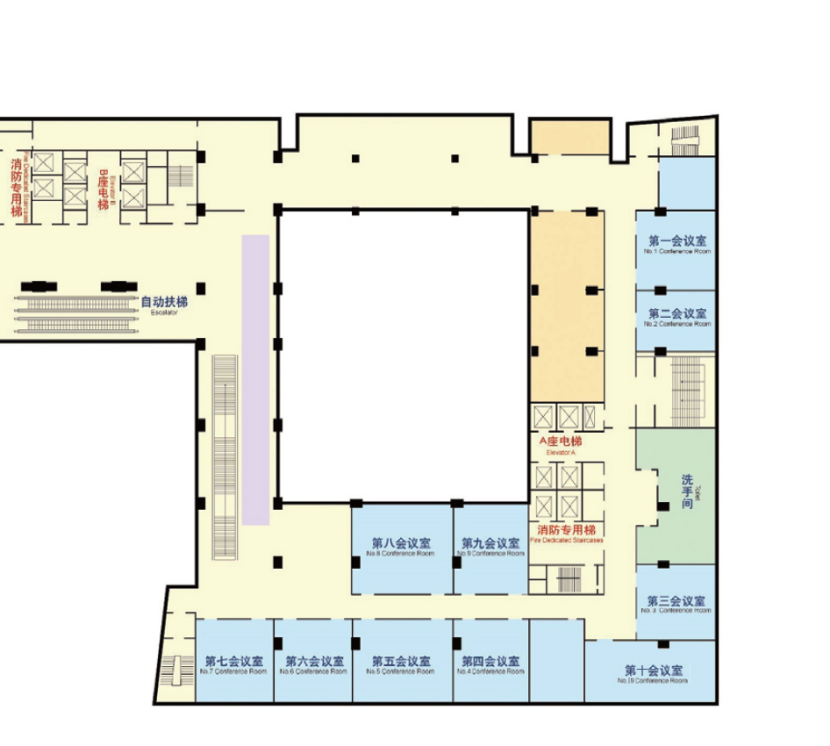 消防专用梯
Fire Dedicated Staircases
B座电梯
Elevator B
自动扶梯
Escalator
第一会议室
No.1 Conference Room
第二会议室
No.2 Conference Room
A座电梯
Elevator A
洗手间
Toilet
第八会议室
No.8 Conference Room
第九会议室
No.9 Conference Room
消防专用梯
Fire Dedicated Staircases
第三会议室
No.3 Conference Room
第七会议室
No.7 Conference Room
第六会议室
No.6 Conference Room
第五会议室
No.5 Conference Room
第四会议室
No.4 Conference Room
第十会议室
No.10 Conference Room